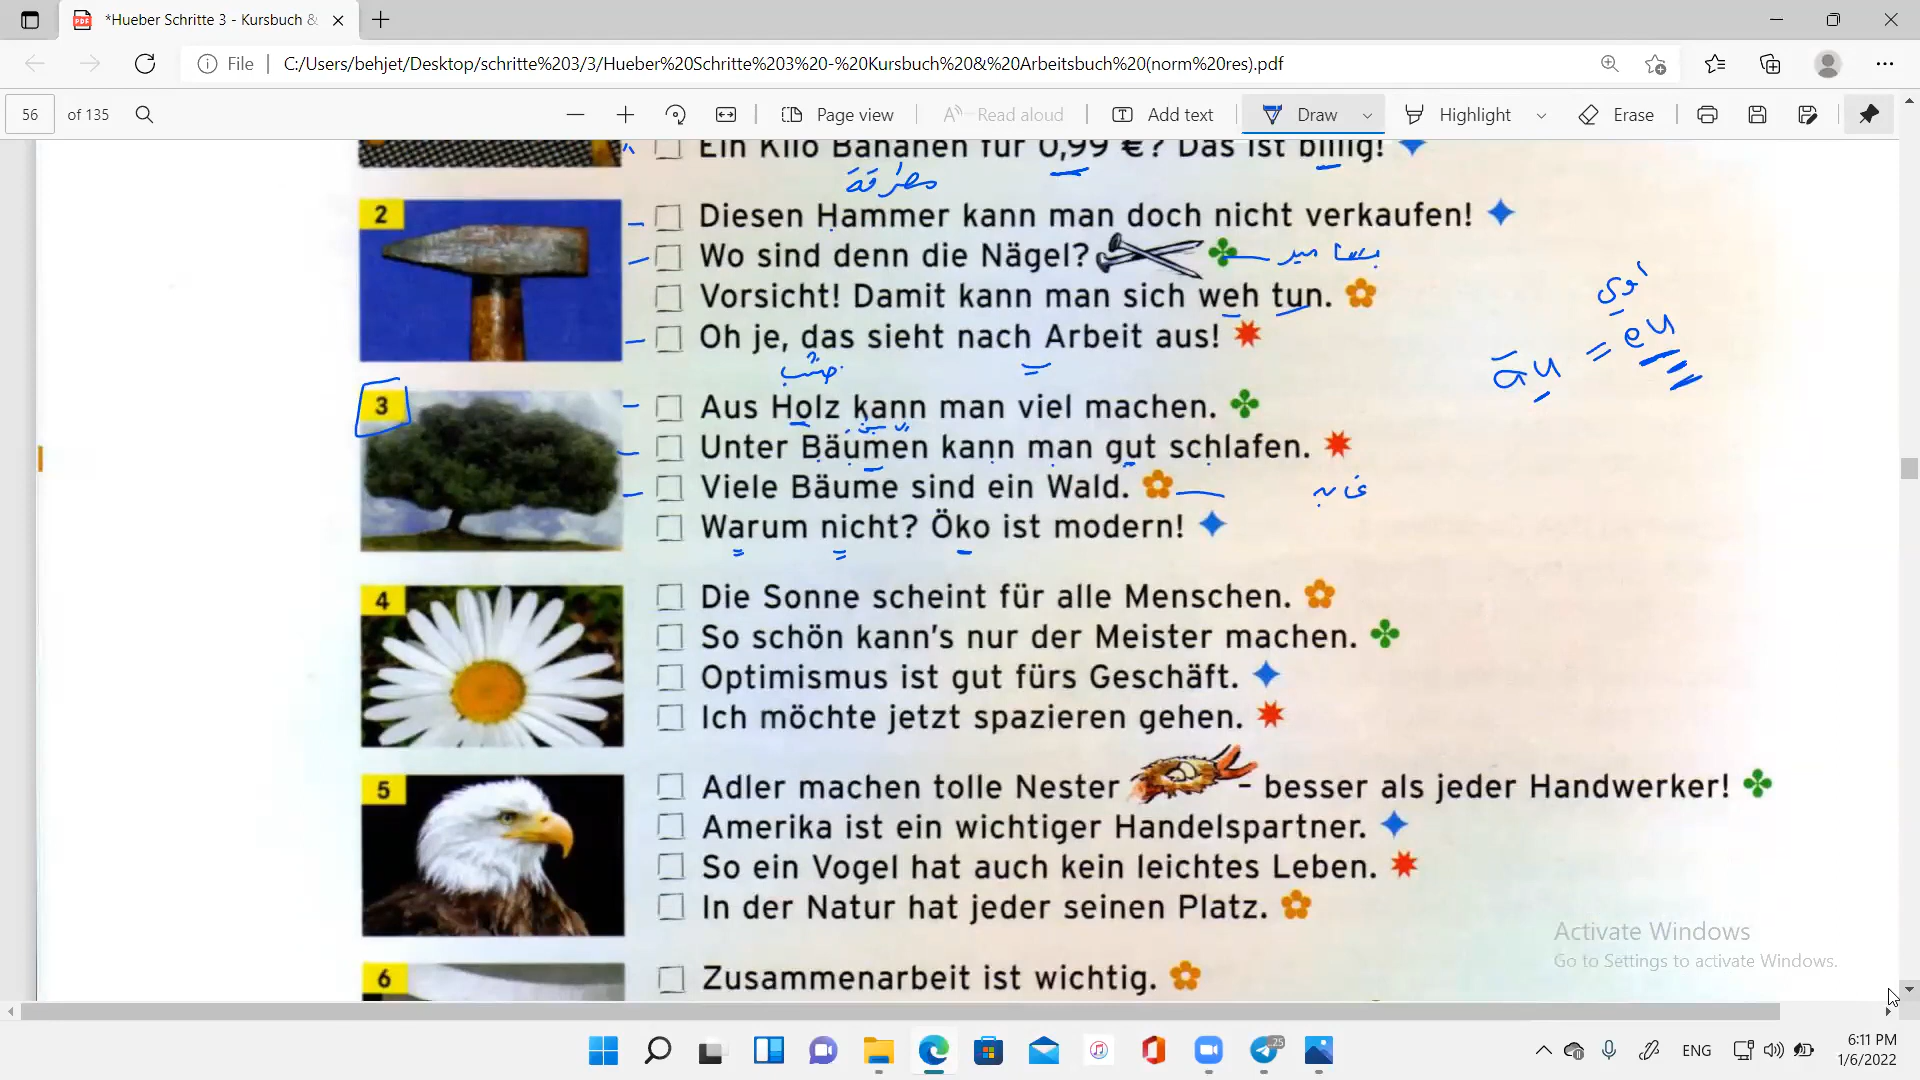 *Hueber Schritte 3 - Kursbuch &
File C:/Users/behjet/Desktop/schritte%203/3/Hueber%20Schritte%203%20-%20Kursbuch%20&%20Arbeitsbuch%20(norm%20res).pdf
56 of 135 Page view Read aloud Add text Draw Highlight Erase
Ein Kilo Bananen für 0,99 €? Das ist billig!
مطرقة
2
Diesen Hammer kann man doch nicht verkaufen!
Wo sind denn die Nägel?
Vorsicht! Damit kann man sich weh tun.
Oh je, das sieht nach Arbeit aus!
äu = eu
خشب
3
Aus Holz kann man viel machen.
Unter Bäumen kann man gut schlafen.
Viele Bäume sind ein Wald.
Warum nicht? Öko ist modern!
4
Die Sonne scheint für alle Menschen.
So schön kann's nur der Meister machen.
Optimismus ist gut fürs Geschäft.
Ich möchte jetzt spazieren gehen.
5
Adler machen tolle Nester - besser als jeder Handwerker!
Amerika ist ein wichtiger Handelspartner.
So ein Vogel hat auch kein leichtes Leben.
In der Natur hat jeder seinen Platz.
Activate Windows
Go to Settings to activate Windows.
6
Zusammenarbeit ist wichtig.
25
ENG
6:11 PM
1/6/2022